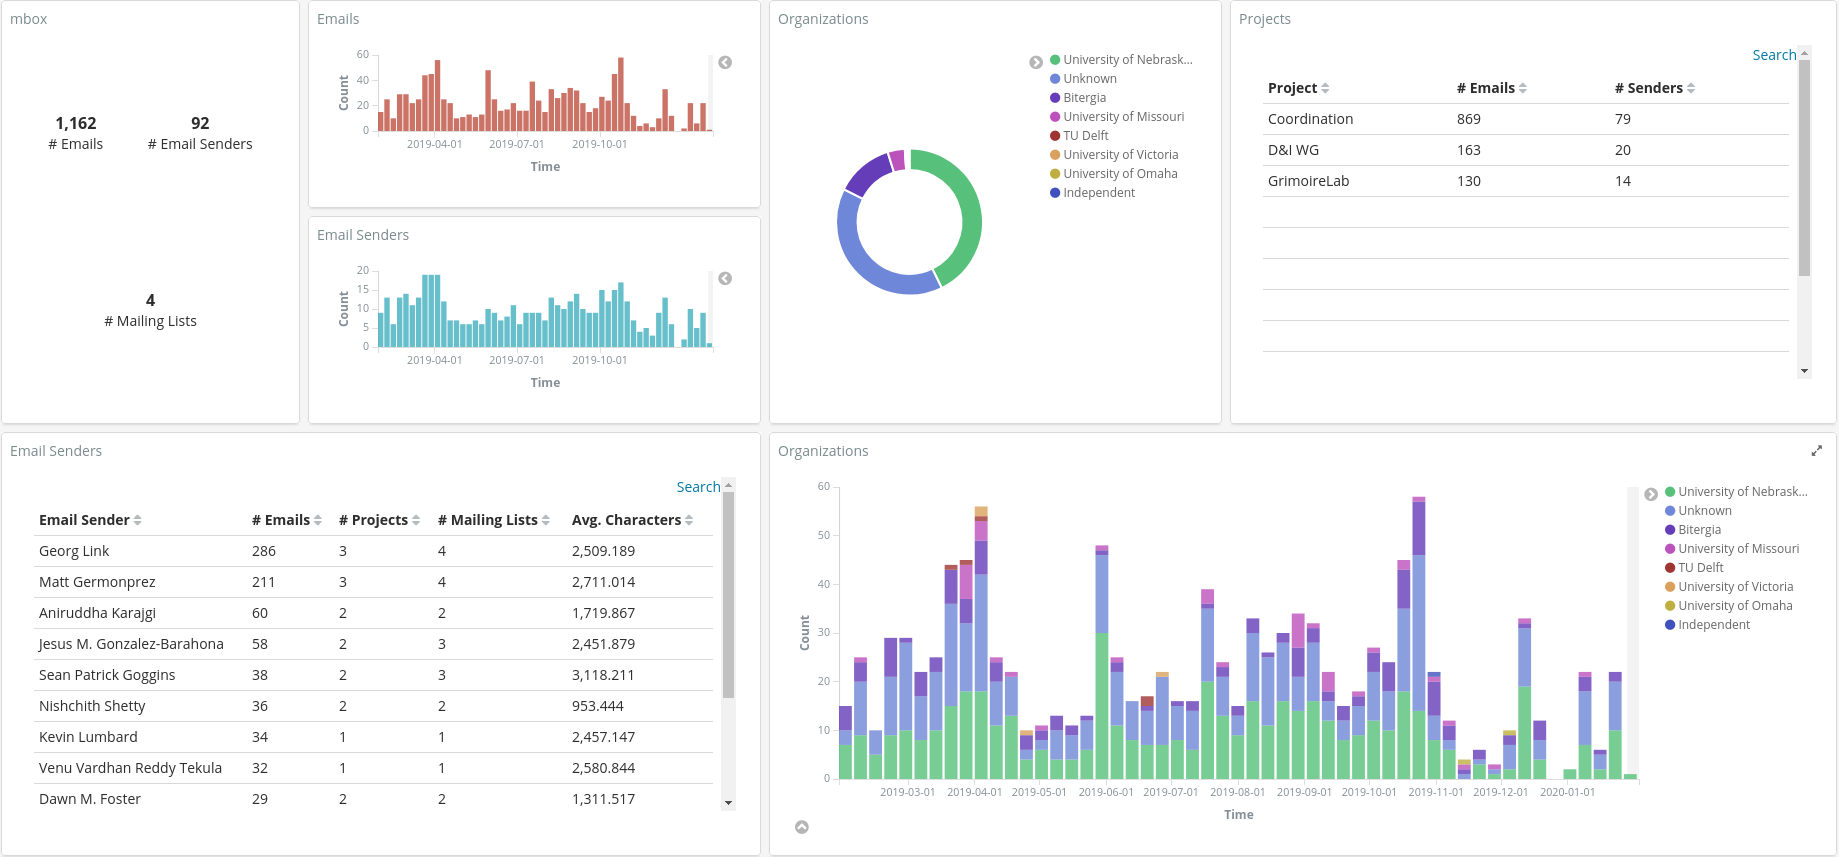 mbox
1,162
# Emails
92
# Email Senders
4
# Mailing Lists
Emails
60
40
20
0
Count
2019-04-01 2019-07-01 2019-10-01
Time
Email Senders
20
15
10
5
0
Count
2019-04-01 2019-07-01 2019-10-01
Time
Organizations
University of Nebrask...
Unknown
Bitergia
University of Missouri
TU Delft
University of Victoria
University of Omaha
Independent
Projects
Search
Project # Emails # Senders
Coordination 869 79
D&I WG 163 20
GrimoireLab 130 14
Email Senders
Search
Email Sender # Emails # Projects # Mailing Lists Avg. Characters
Georg Link 286 3 4 2,509.189
Matt Germonprez 211 3 4 2,711.014
Aniruddha Karajgi 60 2 2 1,719.867
Jesus M. Gonzalez-Barahona 58 2 3 2,451.879
Sean Patrick Goggins 38 2 3 3,118.211
Nishchith Shetty 36 2 2 953.444
Kevin Lumbard 34 1 1 2,457.147
Venu Vardhan Reddy Tekula 32 1 1 2,580.844
Dawn M. Foster 29 2 2 1,311.517
Organizations
60
50
40
30
20
10
0
Count
2019-03-01 2019-04-01 2019-05-01 2019-06-01 2019-07-01 2019-08-01 2019-09-01 2019-10-01 2019-11-01 2019-12-01 2020-01-01
Time
University of Nebrask...
Unknown
Bitergia
University of Missouri
TU Delft
University of Victoria
University of Omaha
Independent